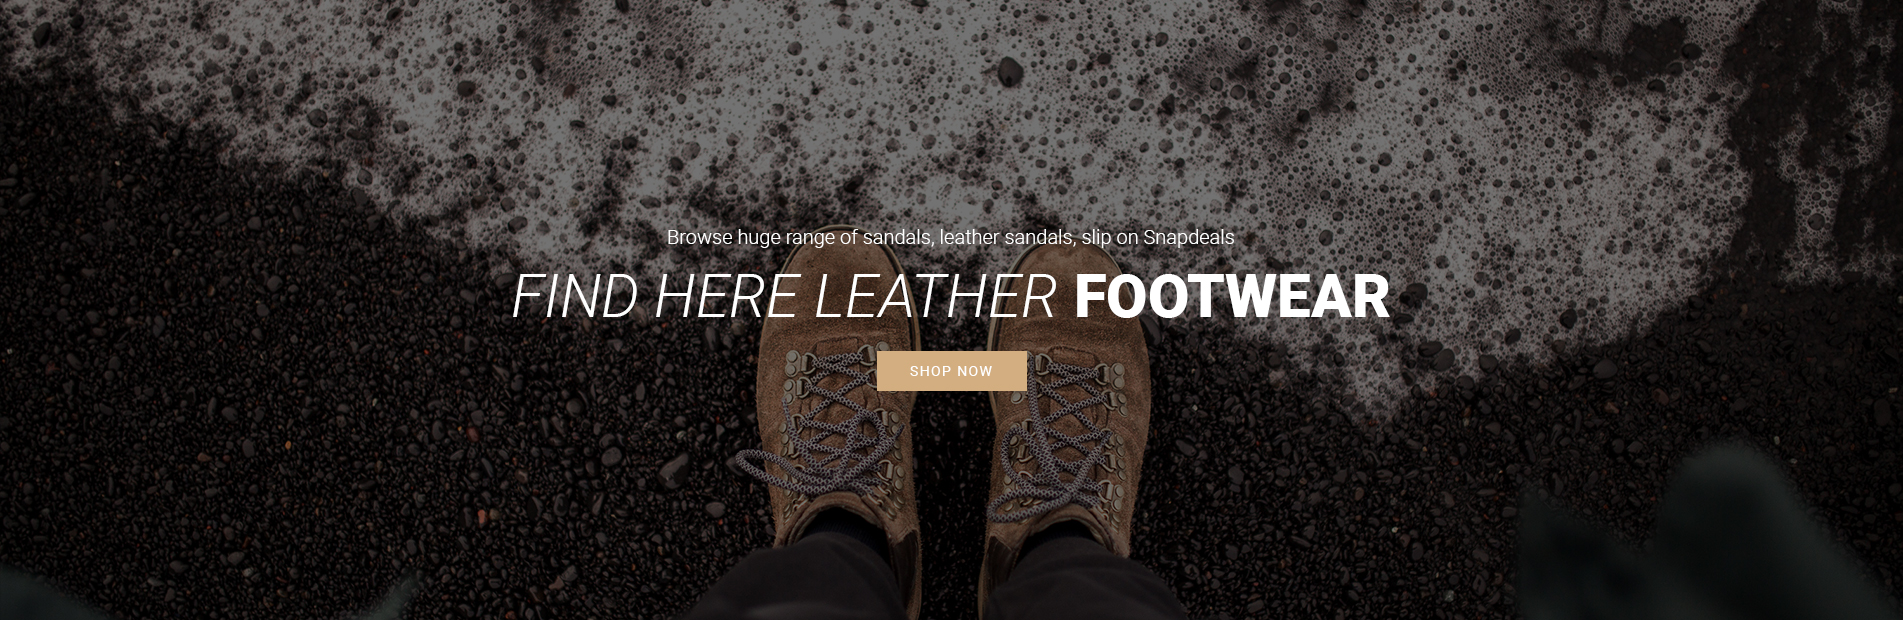 Browse huge range of sandals, leather sandals, slip on Snapdeals
FIND HERE LEATHER FOOTWEAR
SHOP NOW